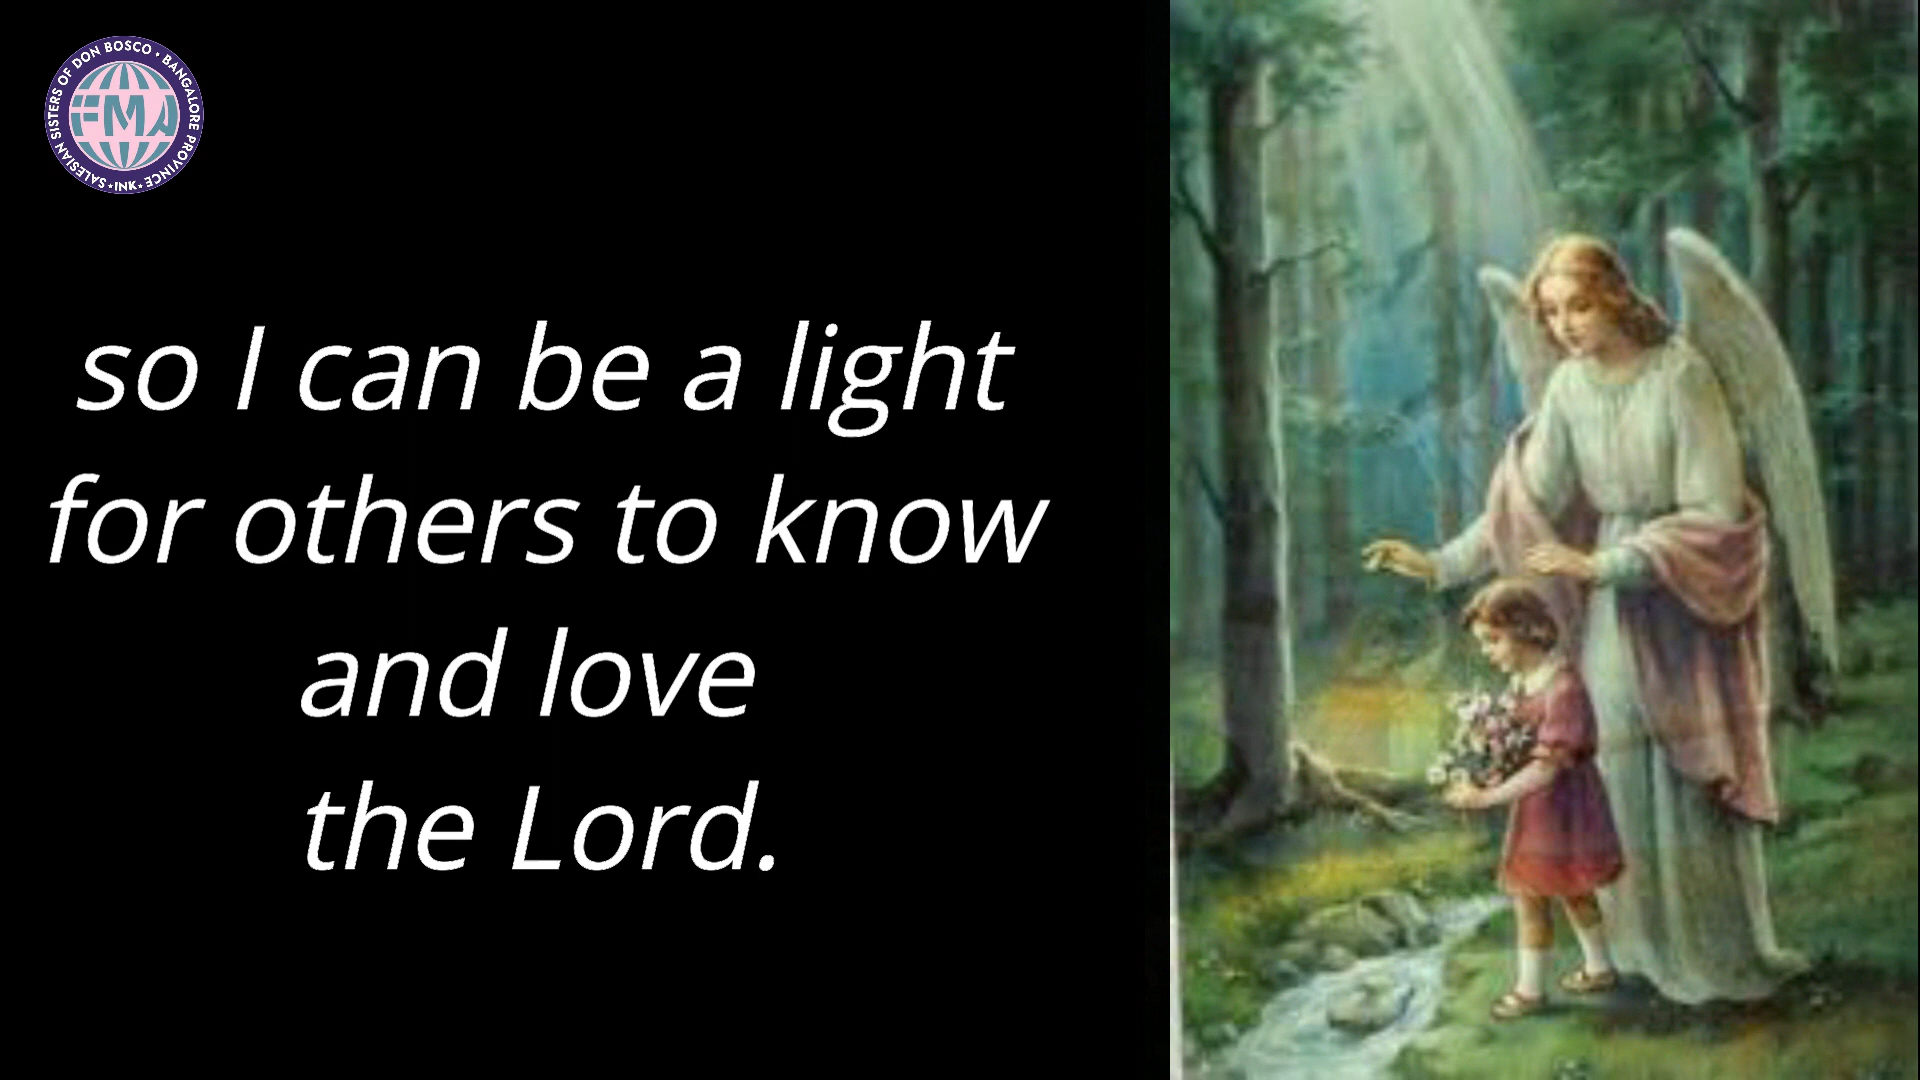 SALESIAN SISTERS OF DON BOSCO • BANGALORE PROVINCE • INK •
FMA
so I can be a light
for others to know
and love
the Lord.